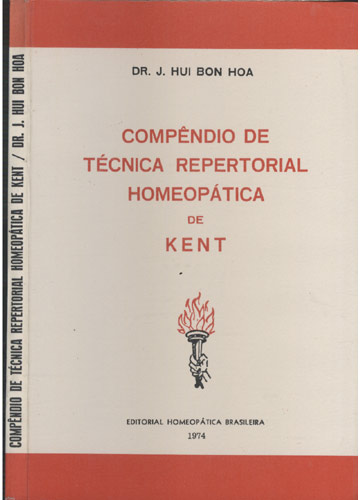 DR. J. HUI BON HOA
COMPÊNDIO DE
TÉCNICA REPERTORIAL
HOMEOPÁTICA
DE
KENT
EDITORIAL HOMEOPÁTICA BRASILEIRA
1974
COMPÊNDIO DE TÉCNICA REPERTORIAL HOMEOPÁTICA DE KENT / DR. J. HUI BON HOA